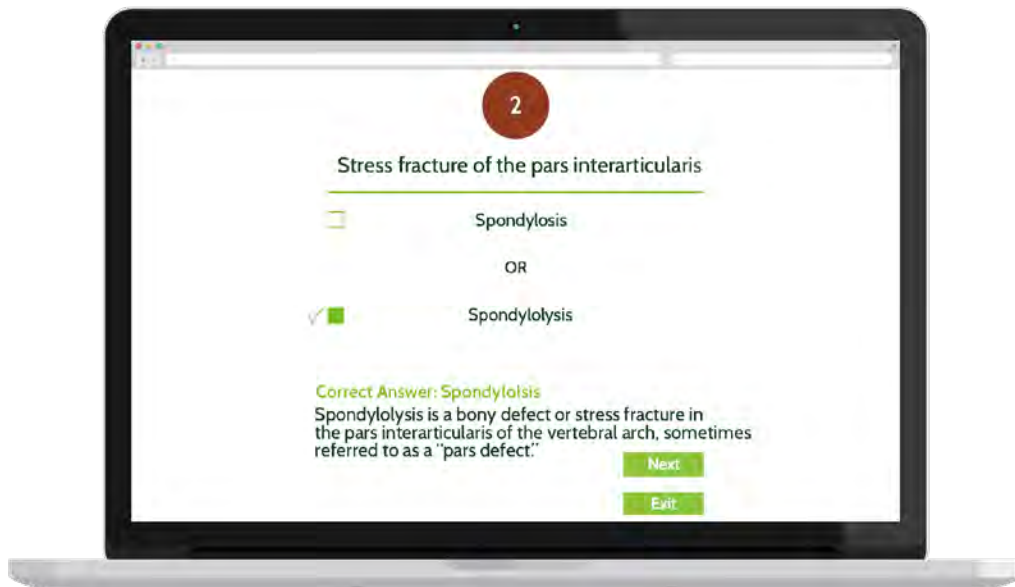 2
Stress fracture of the pars interarticularis
Spondylosis
OR
Spondylolysis
Correct Answer: Spondylolsis
Spondylolysis is a bony defect or stress fracture in
the pars interarticularis of the vertebral arch, sometimes
referred to as a "pars defect."
Next
Exit